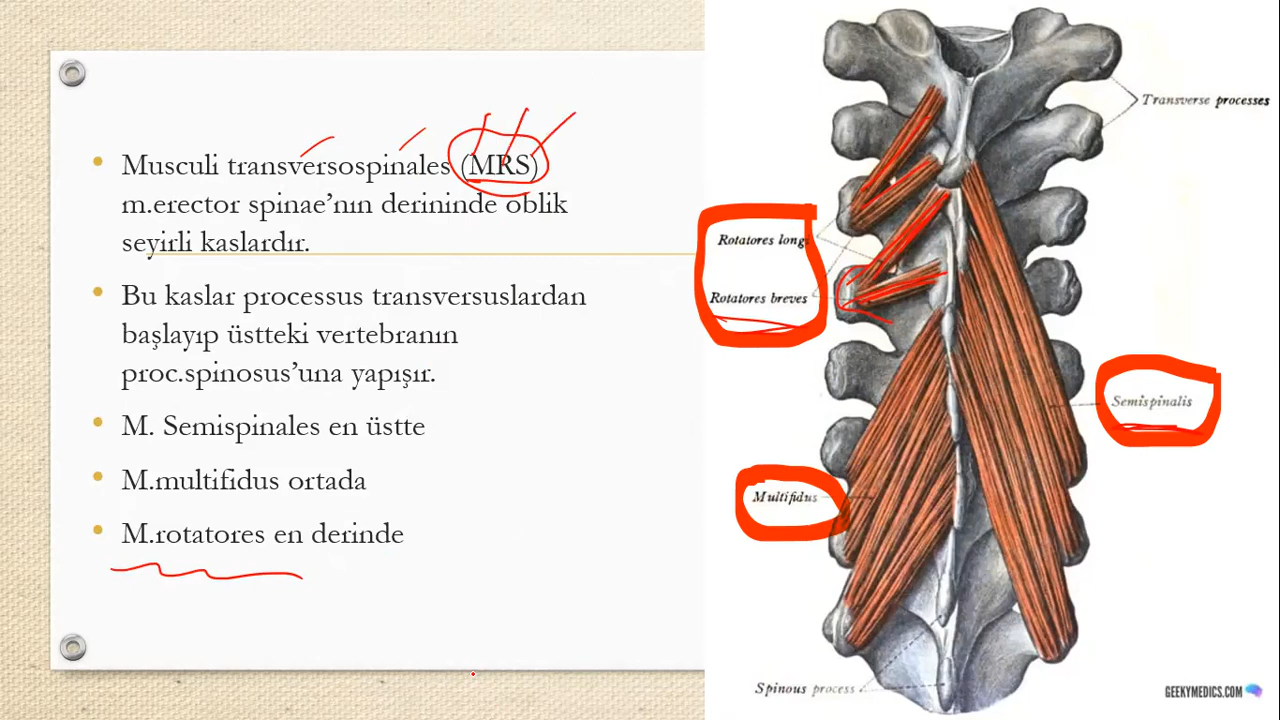 Musculi transversospinales (MRS)
m.erector spinae’nın derininde oblik
seyirli kaslardır.
Bu kaslar processus transversuslardan
başlayıp üstteki vertebranın
proc.spinosus’una yapışır.
M. Semispinales en üstte
M.multifidus ortada
M.rotatores en derinde
Transverse processes
Rotatores long
Rotatores breves
Semispinalis
Multifidus
Spinous process
GEEKYMEDICS.COM